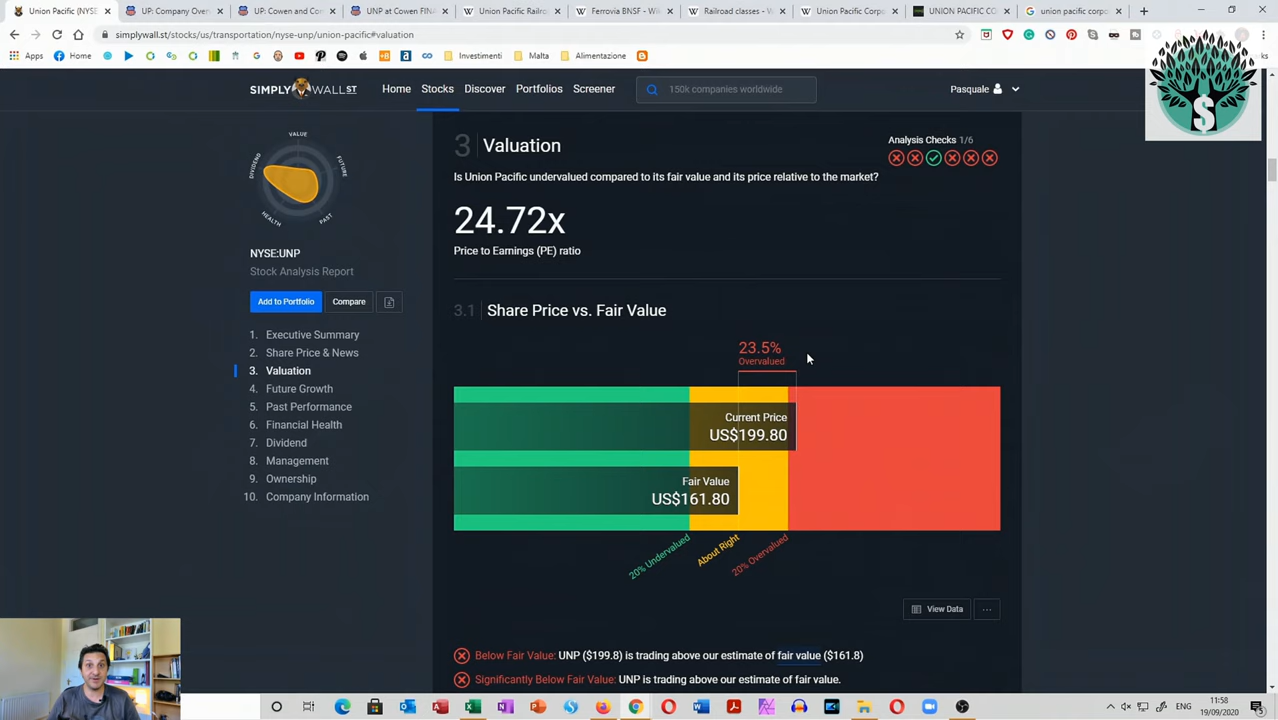 Union Pacific (NYSE
UP: Company Over
UP: Cowen and Co
UNP at Cowen FINA
Union Pacific Railro
Ferrovia BNSF - Wik
Railroad classes - W
Union Pacific Corpo
UNION PACIFIC CO
union pacific corpo
simplywall.st/stocks/us/transportation/nyse-unp/union-pacific#valuation
Apps
Home
Investimenti
Malta
Alimentazione
SIMPLY WALL ST
Home
Stocks
Discover
Portfolios
Screener
150k companies worldwide
Pasquale
$
VALUE
FUTURE
PAST
HEALTH
DIVIDEND
NYSE:UNP
Stock Analysis Report
Add to Portfolio
Compare
1. Executive Summary
2. Share Price & News
3. Valuation
4. Future Growth
5. Past Performance
6. Financial Health
7. Dividend
8. Management
9. Ownership
10. Company Information
3 Valuation
Analysis Checks 1/6
Is Union Pacific undervalued compared to its fair value and its price relative to the market?
24.72x
Price to Earnings (PE) ratio
3.1 Share Price vs. Fair Value
23.5%
Overvalued
Current Price
US$199.80
Fair Value
US$161.80
20% Undervalued
About Right
20% Overvalued
View Data
...
Below Fair Value: UNP ($199.8) is trading above our estimate of fair value ($161.8)
Significantly Below Fair Value: UNP is trading above our estimate of fair value.
ENG
11:58
19/09/2020